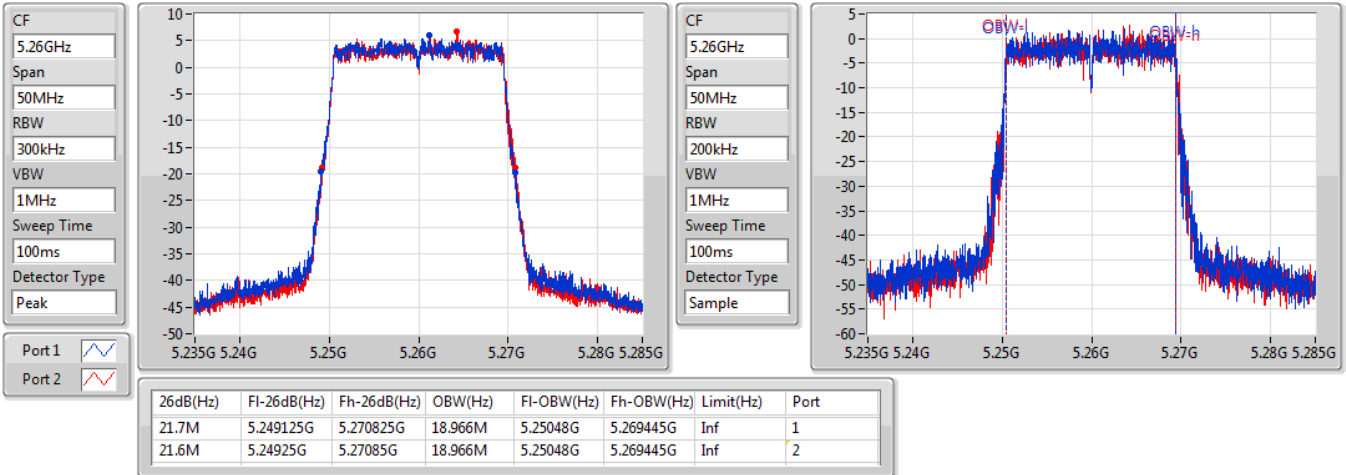 CF
5.26GHz
Span
50MHz
RBW
300kHz
VBW
1MHz
Sweep Time
100ms
Detector Type
Peak
Port 1
Port 2
10
5
0
-5
-10
-15
-20
-25
-30
-35
-40
-45
-50
5.235G 5.24G 5.25G 5.26G 5.27G 5.28G 5.285G
CF
5.26GHz
Span
50MHz
RBW
200kHz
VBW
1MHz
Sweep Time
100ms
Detector Type
Sample
5
0
-5
-10
-15
-20
-25
-30
-35
-40
-45
-50
-55
-60
OBW-l
OBW-h
5.235G 5.24G 5.25G 5.26G 5.27G 5.28G 5.285G
26dB(Hz) Fl-26dB(Hz) Fh-26dB(Hz) OBW(Hz) Fl-OBW(Hz) Fh-OBW(Hz) Limit(Hz) Port
21.7M 5.249125G 5.270825G 18.966M 5.25048G 5.269445G Inf 1
21.6M 5.24925G 5.27085G 18.966M 5.25048G 5.269445G Inf 2